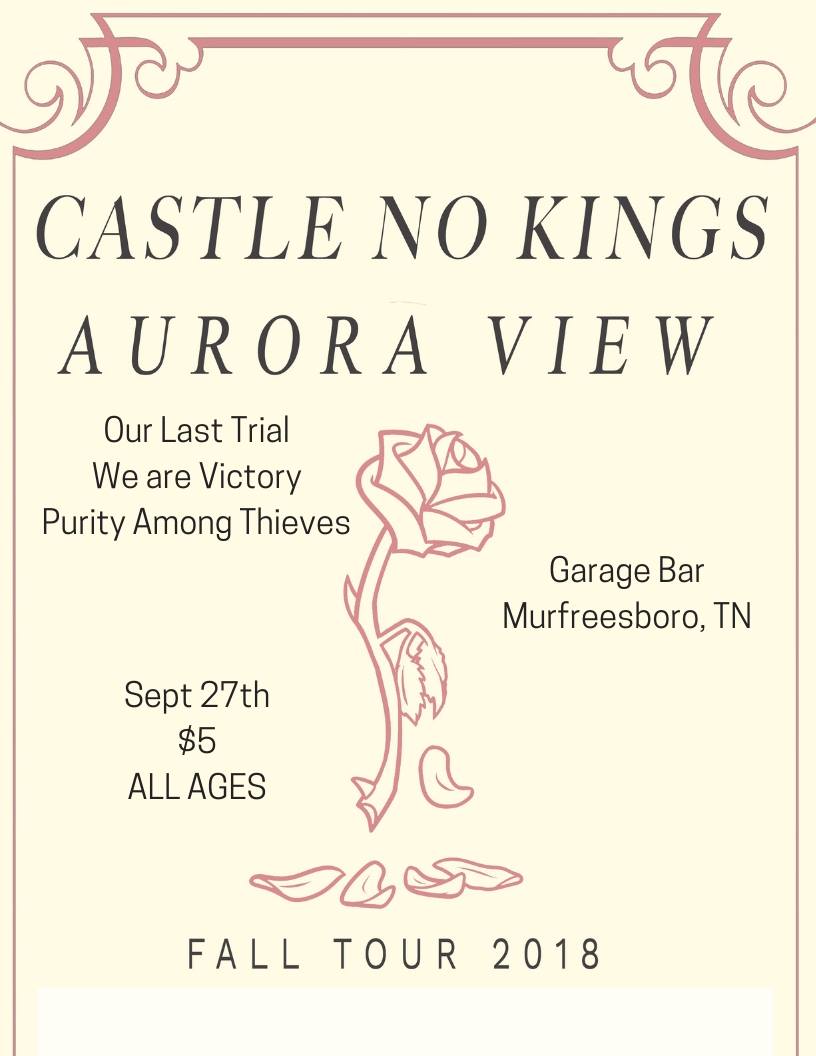 CASTLE NO KINGS
AURORA VIEW
Our Last Trial
We are Victory
Purity Among Thieves
Garage Bar
Murfreesboro, TN
Sept 27th
$5
ALL AGES
FALL TOUR 2018